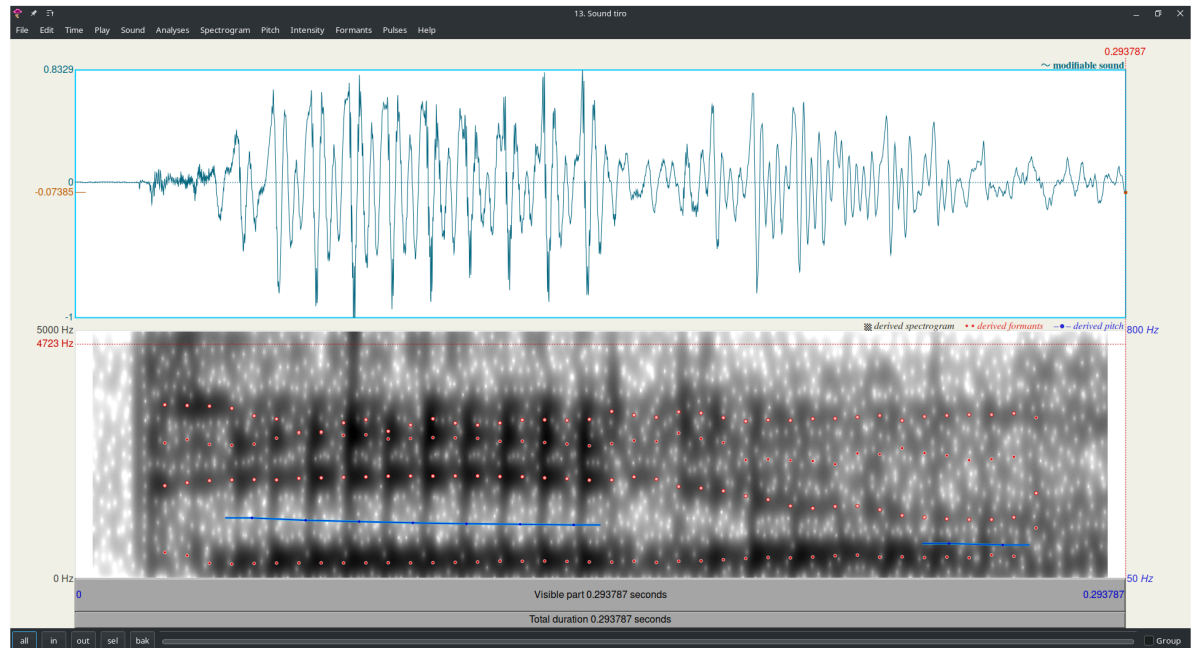 13. Sound tiro
File Edit Time Play Sound Analyses Spectrogram Pitch Intensity Formants Pulses Help
0.293787
0.8329
~ modifiable sound
0
-0.07385
-1
5000 Hz
derived spectrogram derived formants derived pitch 800 Hz
4723 Hz
0 Hz
50 Hz
0 Visible part 0.293787 seconds 0.293787
Total duration 0.293787 seconds
all in out sel bak Group